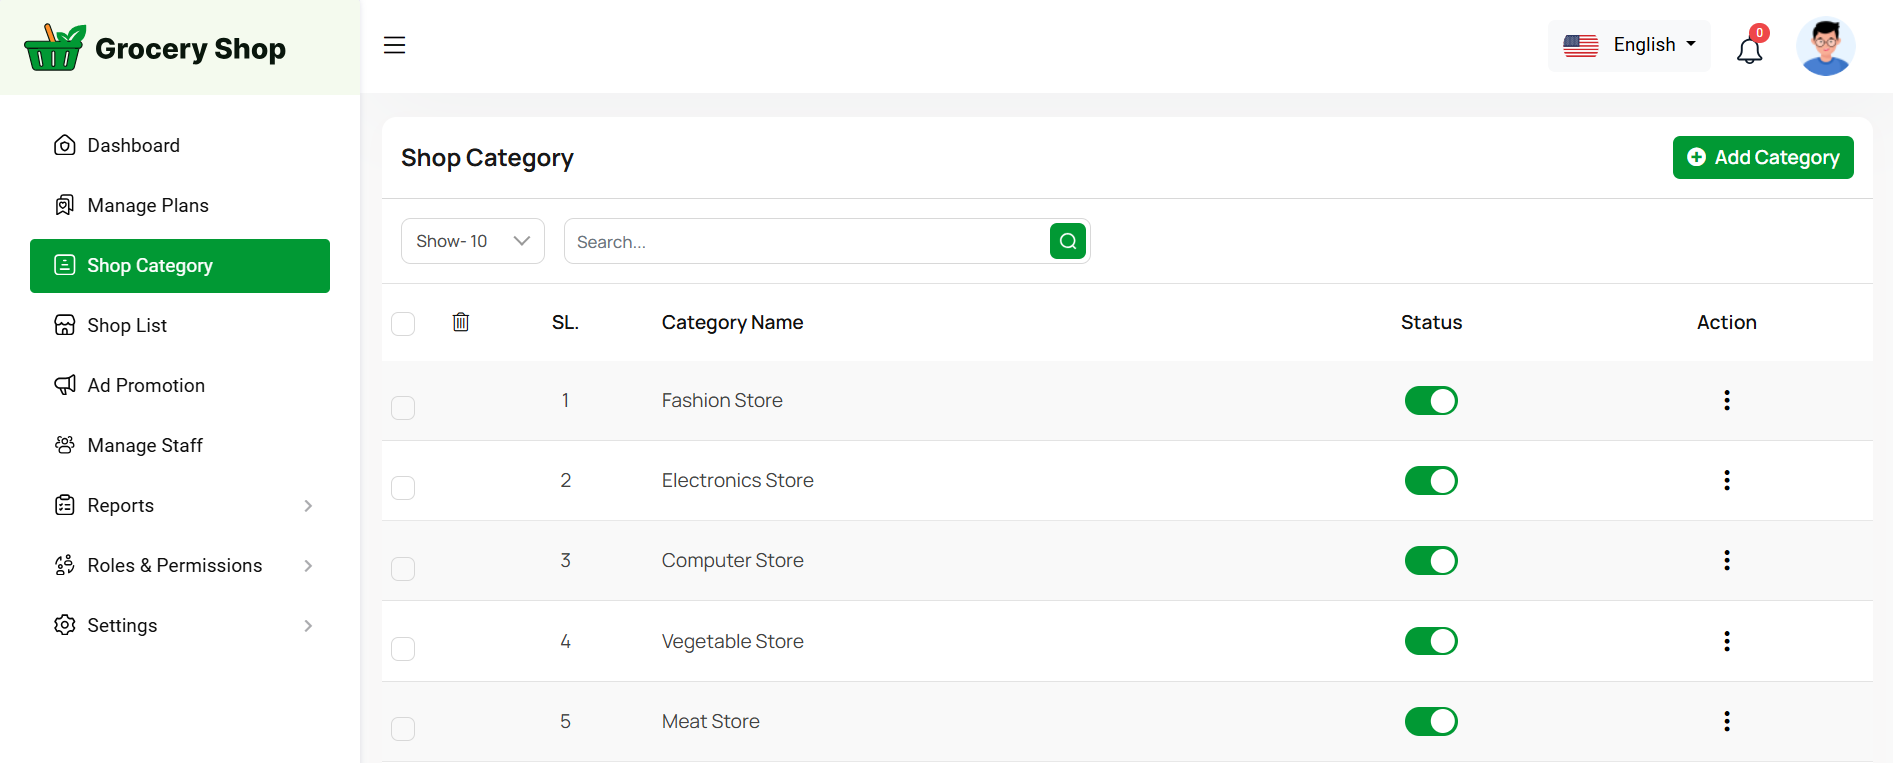 Grocery Shop
English
0
Dashboard
Manage Plans
Shop Category
Shop List
Ad Promotion
Manage Staff
Reports
Roles & Permissions
Settings
Shop Category
Add Category
Show- 10
Search...
SL. Category Name Status Action
1 Fashion Store
2 Electronics Store
3 Computer Store
4 Vegetable Store
5 Meat Store